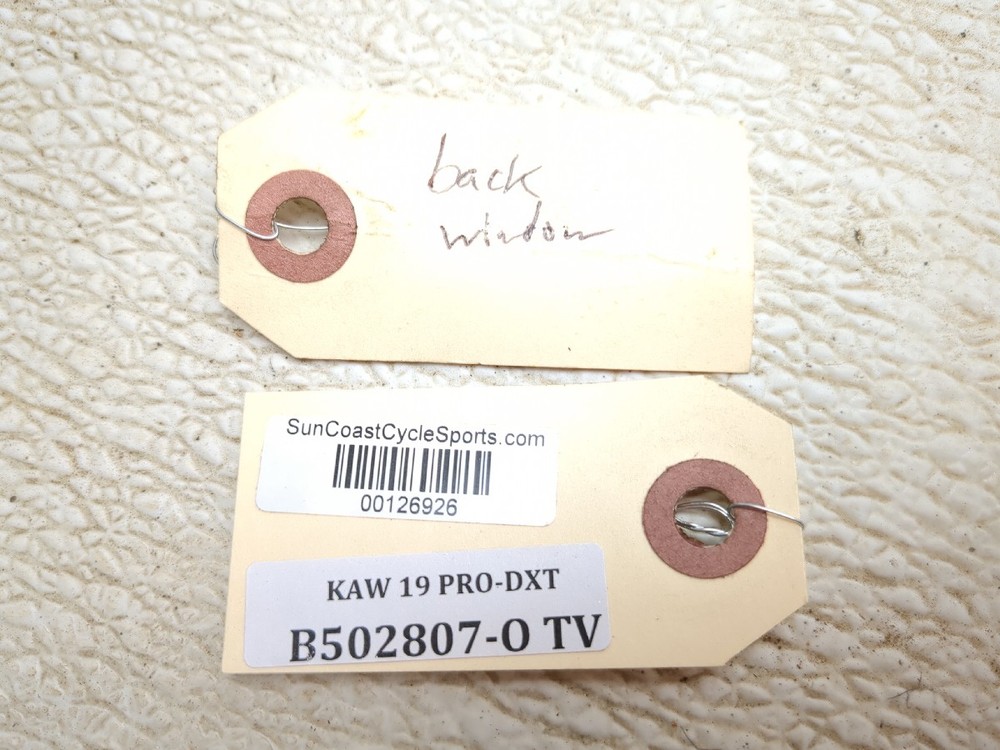 back
window
SunCoastCycleSports.com
00126926
KAW 19 PRO-DXT
B502807-O TV